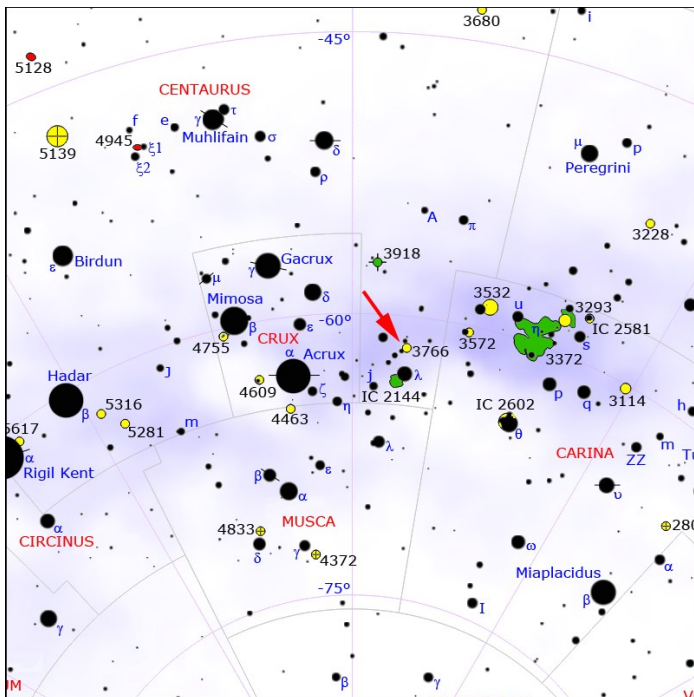 3680
i
-45°
5128
CENTAURUS
τ
γ
Muhlifain
f
e
4945
ξ1
ξ2
5139
σ
δ
ρ
μ
Peregrini
p
A
π
3228
ε
Birdun
Gacrux
γ
3918
μ
δ
Mimosa
β
-60°
ε
4755
CRUX
3532
u
3293
η
IC 2581
3572
s
3372
3766
α
Acrux
J
4609
ζ
j
λ
IC 2144
Hadar
β
5316
5281
m
4463
η
IC 2602
θ
p
q
3114
h
5617
α
Rigil Kent
λ
CARINA
ZZ
m
Tu
β
ε
α
υ
α
CIRCINUS
4833
MUSCA
δ
γ
4372
ω
280
α
Miaplacidus
β
-75°
I
γ
β
γ
UM
V